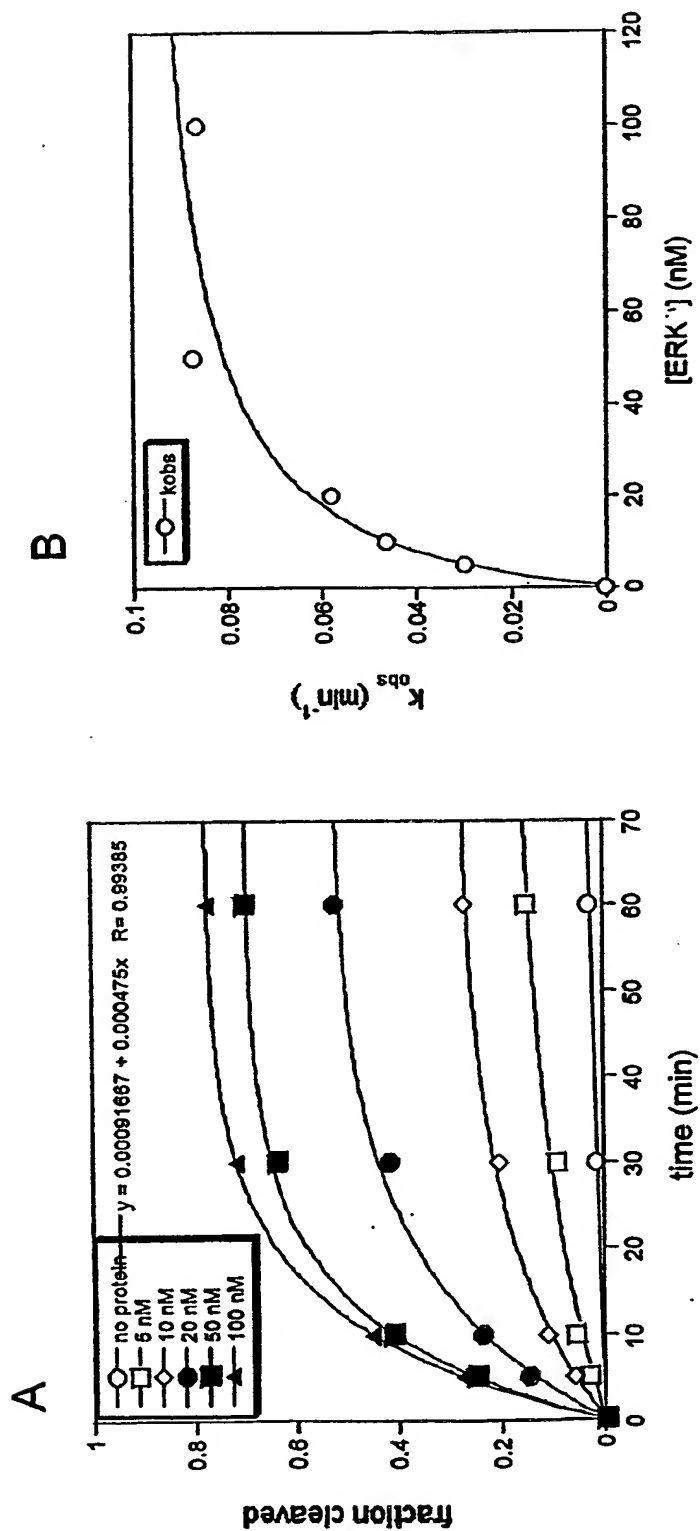 A
fraction cleaved
1
0.8
0.6
0.4
0.2
0
no protein
y = 0.00091667 + 0.000475x R= 0.99385
6 nM
10 nM
20 nM
50 nM
100 nM
0 10 20 30 40 50 60 70
time (min)
B
Kobs (min⁻¹)
0.1
0.08
0.06
0.04
0.02
0
kobs
0 20 40 60 80 100 120
(nM)